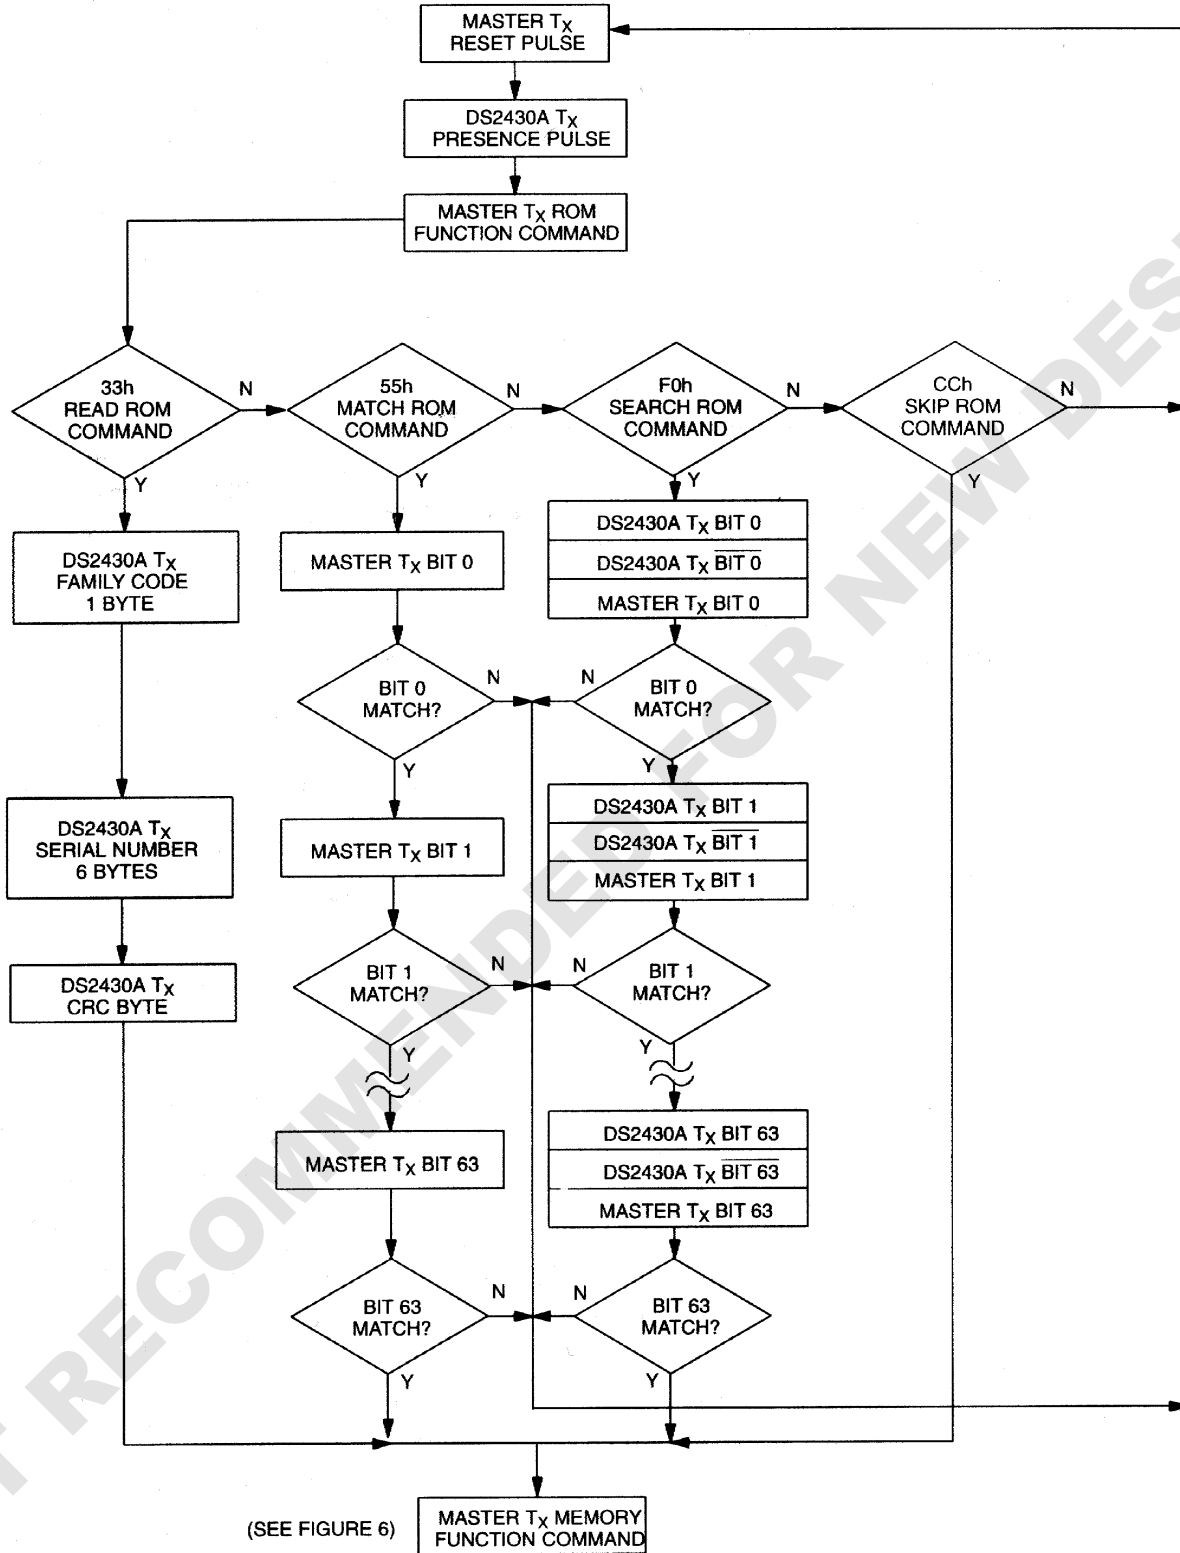 MASTER TX
RESET PULSE
DS2430A TX
PRESENCE PULSE
MASTER TX ROM
FUNCTION COMMAND
33h
READ ROM
COMMAND
N
Y
55h
MATCH ROM
COMMAND
N
Y
F0h
SEARCH ROM
COMMAND
N
Y
CCh
SKIP ROM
COMMAND
N
Y
DS2430A TX
FAMILY CODE
1 BYTE
DS2430A TX
SERIAL NUMBER
6 BYTES
DS2430A TX
CRC BYTE
MASTER TX BIT 0
BIT 0
MATCH?
N
Y
MASTER TX BIT 1
BIT 1
MATCH?
N
Y
MASTER TX BIT 63
BIT 63
MATCH?
N
Y
DS2430A TX BIT 0
DS2430A TX BIT 0
MASTER TX BIT 0
BIT 0
MATCH?
N
Y
DS2430A TX BIT 1
DS2430A TX BIT 1
MASTER TX BIT 1
BIT 1
MATCH?
N
Y
DS2430A TX BIT 63
DS2430A TX BIT 63
MASTER TX BIT 63
BIT 63
MATCH?
N
Y
(SEE FIGURE 6)
MASTER TX MEMORY
FUNCTION COMMAND
T RECOMMENDED FOR NEW DESI